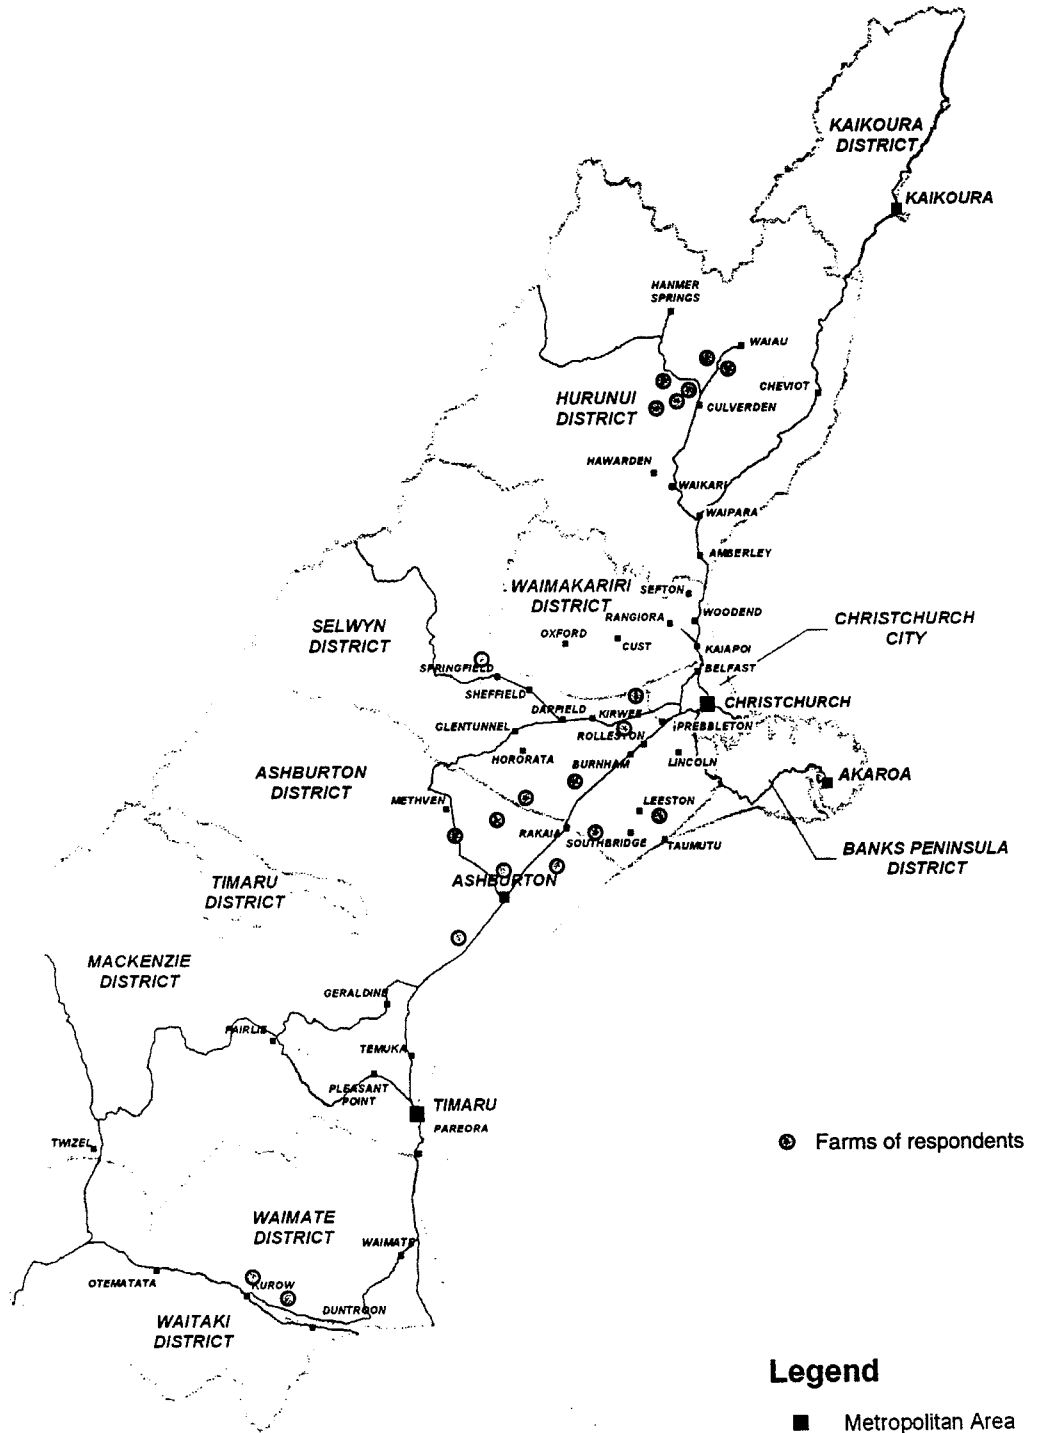 KAIKOURA
DISTRICT
KAIKOURA
HANMER
SPRINGS
WAIAU
CHEVIOT
HURUNUI
DISTRICT
CULVERDEN
HAWARDEN
WAIKARI
WAIPARA
AMBERLEY
WAIMAKARIRI
DISTRICT
SEFTON
RANGIORA
WOODEND
OXFORD
CUST
KAIAPOI
CHRISTCHURCH
CITY
SELWYN
DISTRICT
BELFAST
SPRINGFIELD
SHEFFIELD
CHRISTCHURCH
DARFIELD
KIRWEE
PREBBLETON
GLENTUNNEL
ROLLESTON
HORORATA
BURNHAM
LINCOLN
ASHBURTON
DISTRICT
AKAROA
METHVEN
LEESTON
RAKAIA
SOUTHBRIDGE
TAUMUTU
BANKS PENINSULA
DISTRICT
ASHBURTON
TIMARU
DISTRICT
MACKENZIE
DISTRICT
GERALDINE
FAIRLIE
TEMUKA
PLEASANT
POINT
TIMARU
PAREORA
TWIZEL
Farms of respondents
WAIMATE
DISTRICT
WAIMATE
OTEMATATA
KUROW
DUNTROON
WAITAKI
DISTRICT
Legend
Metropolitan Area